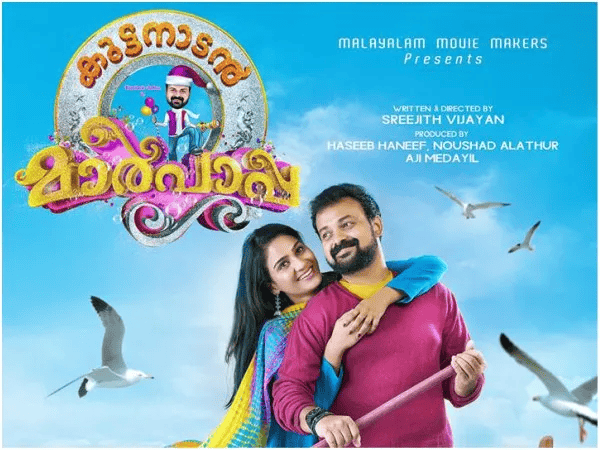 കുട്ടനാടൻ
മാർപാപ്പ
MALAYALAM MOVIE MAKERS
Presents
WRITTEN & DIRECTED BY
SREEJITH VIJAYAN
PRODUCED BY
HASEEB HANEEF, NOUSHAD ALATHUR
AJI MEDAYIL